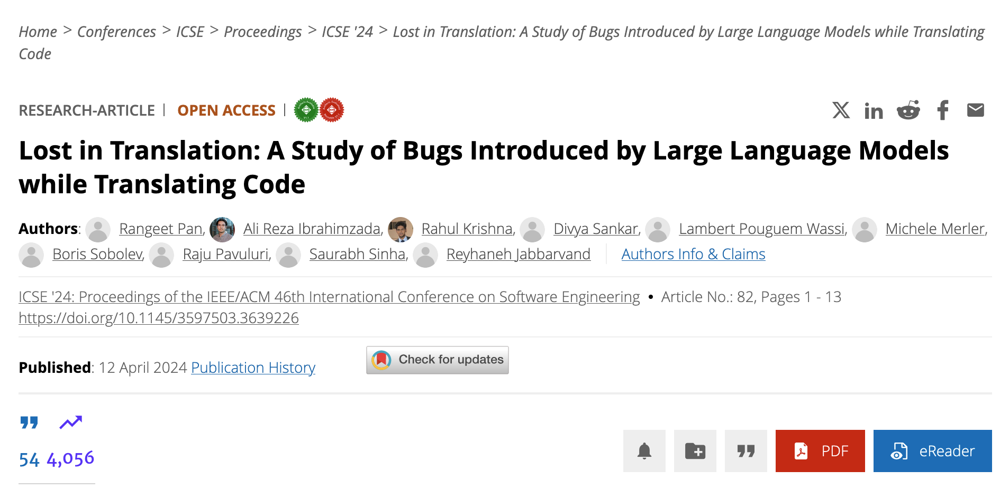 Home > Conferences > ICSE > Proceedings > ICSE '24 > Lost in Translation: A Study of Bugs Introduced by Large Language Models while Translating
Code
RESEARCH-ARTICLE | OPEN ACCESS |
Lost in Translation: A Study of Bugs Introduced by Large Language Models
while Translating Code
Authors: Rangeet Pan, Ali Reza Ibrahimzada, Rahul Krishna, Divya Sankar, Lambert Pouguem Wassi, Michele Merler,
Boris Sobolev, Raju Pavuluri, Saurabh Sinha, Reyhaneh Jabbarvand | Authors Info & Claims
ICSE '24: Proceedings of the IEEE/ACM 46th International Conference on Software Engineering • Article No.: 82, Pages 1 - 13
https://doi.org/10.1145/3597503.3639226
Published: 12 April 2024 Publication History Check for updates
54 4,056
PDF eReader